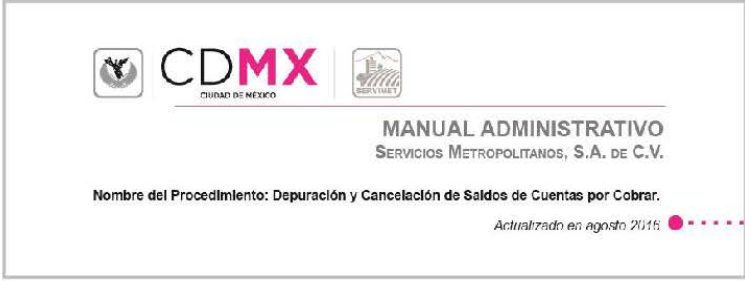 CDMX
CIUDAD DE MÉXICO
SERVIMET
MANUAL ADMINISTRATIVO
SERVICIOS METROPOLITANOS, S.A. DE C.V.
Nombre del Procedimiento: Depuración y Cancelación de Saldos de Cuentas por Cobrar.
Actualizado en agosto 2016